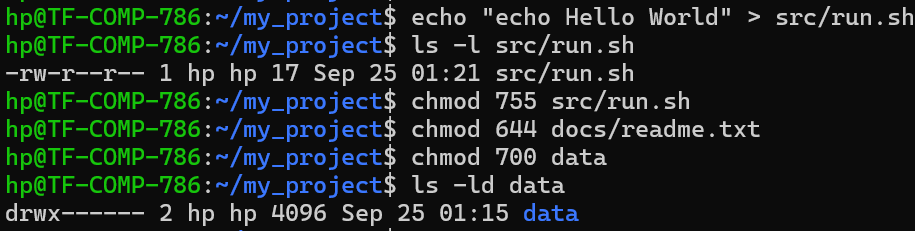 hp@TF-COMP-786:~/my_project$ echo "echo Hello World" > src/run.sh
hp@TF-COMP-786:~/my_project$ ls -l src/run.sh
-rw-r--r-- 1 hp hp 17 Sep 25 01:21 src/run.sh
hp@TF-COMP-786:~/my_project$ chmod 755 src/run.sh
hp@TF-COMP-786:~/my_project$ chmod 644 docs/readme.txt
hp@TF-COMP-786:~/my_project$ chmod 700 data
hp@TF-COMP-786:~/my_project$ ls -ld data
drwx------ 2 hp hp 4096 Sep 25 01:15 data